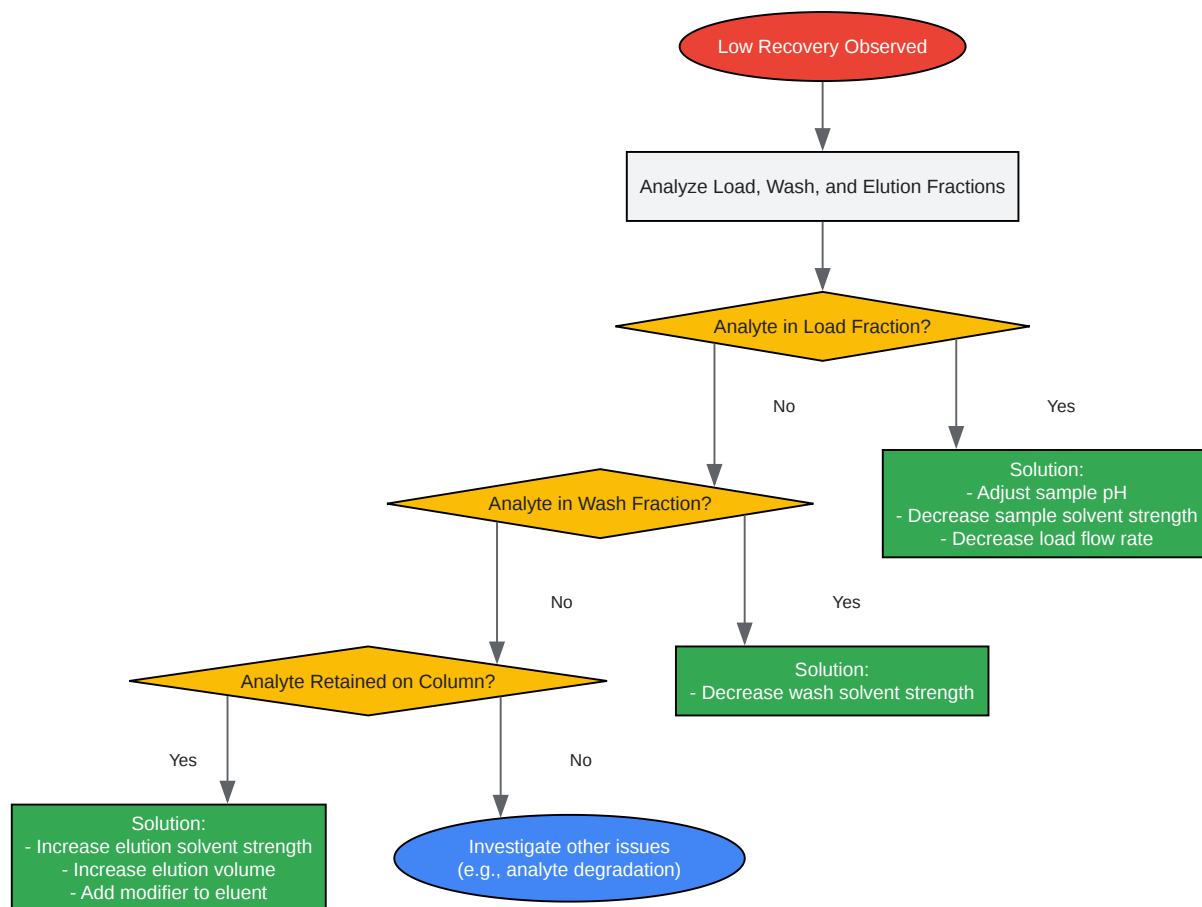 Low Recovery Observed
Analyze Load, Wash, and Elution Fractions
Analyte in Load Fraction?
No
Yes
Solution:
- Adjust sample pH
- Decrease sample solvent strength
- Decrease load flow rate
Analyte in Wash Fraction?
No
Yes
Solution:
- Decrease wash solvent strength
Analyte Retained on Column?
Yes
No
Solution:
- Increase elution solvent strength
- Increase elution volume
- Add modifier to eluent
Investigate other issues
(e.g., analyte degradation)